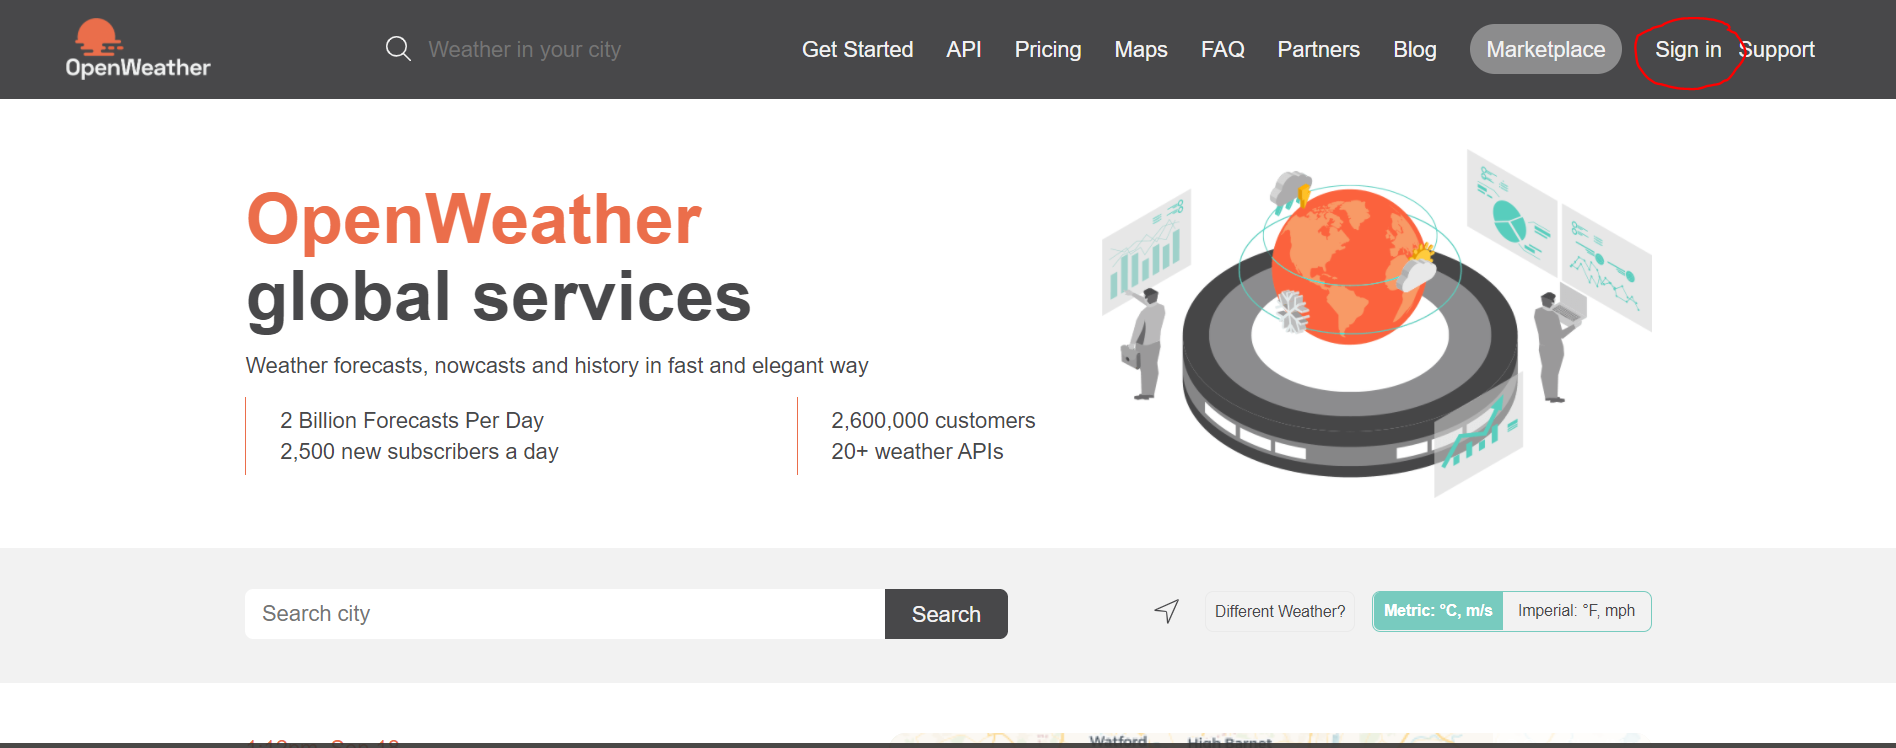 OpenWeather
Weather in your city
Get Started API Pricing Maps FAQ Partners Blog Marketplace Sign in Support
OpenWeather
global services
Weather forecasts, nowcasts and history in fast and elegant way
2 Billion Forecasts Per Day
2,500 new subscribers a day
2,600,000 customers
20+ weather APIs
Search city
Search
Different Weather?
Metric: °C, m/s
Imperial: °F, mph
Watford
High Barnet